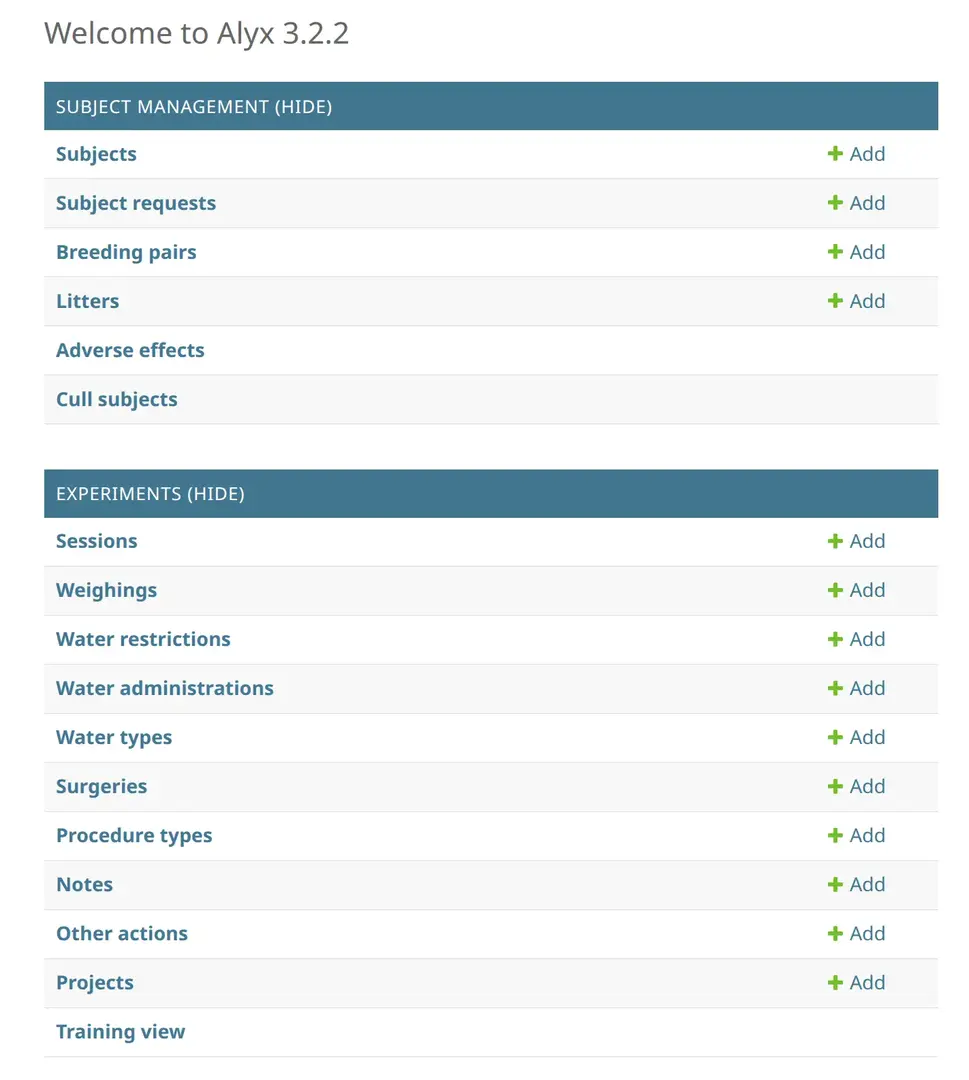 Welcome to Alyx 3.2.2
SUBJECT MANAGEMENT (HIDE)
Subjects Add
Subject requests Add
Breeding pairs Add
Litters Add
Adverse effects
Cull subjects
EXPERIMENTS (HIDE)
Sessions Add
Weighings Add
Water restrictions Add
Water administrations Add
Water types Add
Surgeries Add
Procedure types Add
Notes Add
Other actions Add
Projects Add
Training view